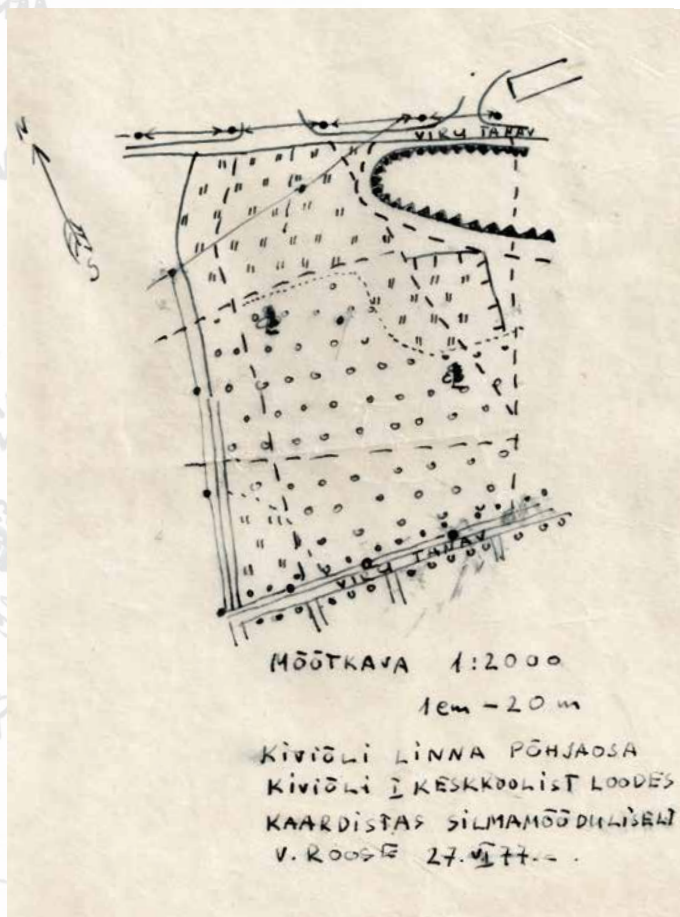 VIRU TÄNAV
N
S
VIRU TÄNAV
MÕÕTKAVA 1:2000
1cm – 20 m
KIVIÕLI LINNA PÕHJAOSA
KIVIÕLI I KESKKOOLIST LOODES
KAARDISTAS SILMAMÕÕDULISELT
V. ROOSE 27.VI 77.